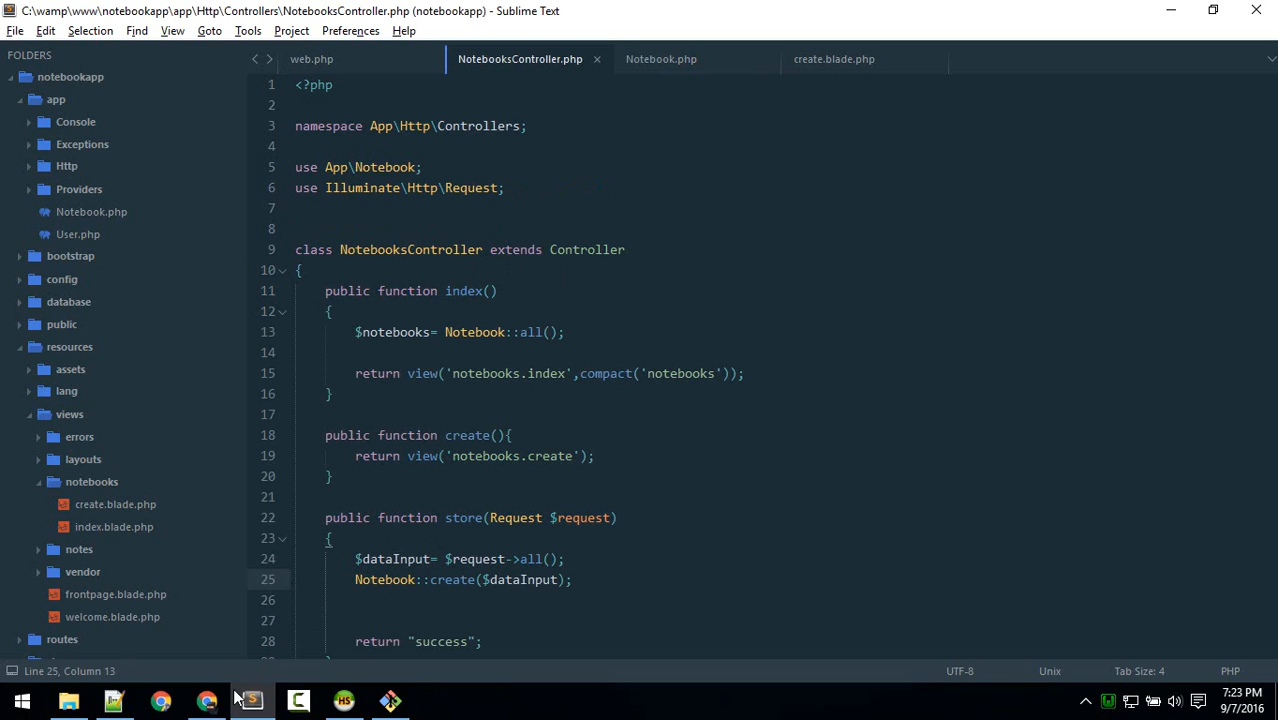 C:\wamp\www\notebookapp\app\Http\Controllers\NotebooksController.php (notebookapp) - Sublime Text
File Edit Selection Find View Goto Tools Project Preferences Help
FOLDERS
notebookapp
app
Console
Exceptions
Http
Providers
Notebook.php
User.php
bootstrap
config
database
public
resources
assets
lang
views
errors
layouts
notebooks
create.blade.php
index.blade.php
notes
vendor
frontpage.blade.php
welcome.blade.php
routes
web.php NotebooksController.php Notebook.php create.blade.php
1 <?php
2
3 namespace App\Http\Controllers;
4
5 use App\Notebook;
6 use Illuminate\Http\Request;
7
8
9 class NotebooksController extends Controller
10 {
11 public function index()
12 {
13 $notebooks= Notebook::all();
14
15 return view('notebooks.index',compact('notebooks'));
16 }
17
18 public function create(){
19 return view('notebooks.create');
20 }
21
22 public function store(Request $request)
23 {
24 $dataInput= $request->all();
25 Notebook::create($dataInput);
26
27
28 return "success";
Line 25, Column 13 UTF-8 Unix Tab Size: 4 PHP
7:23 PM
9/7/2016